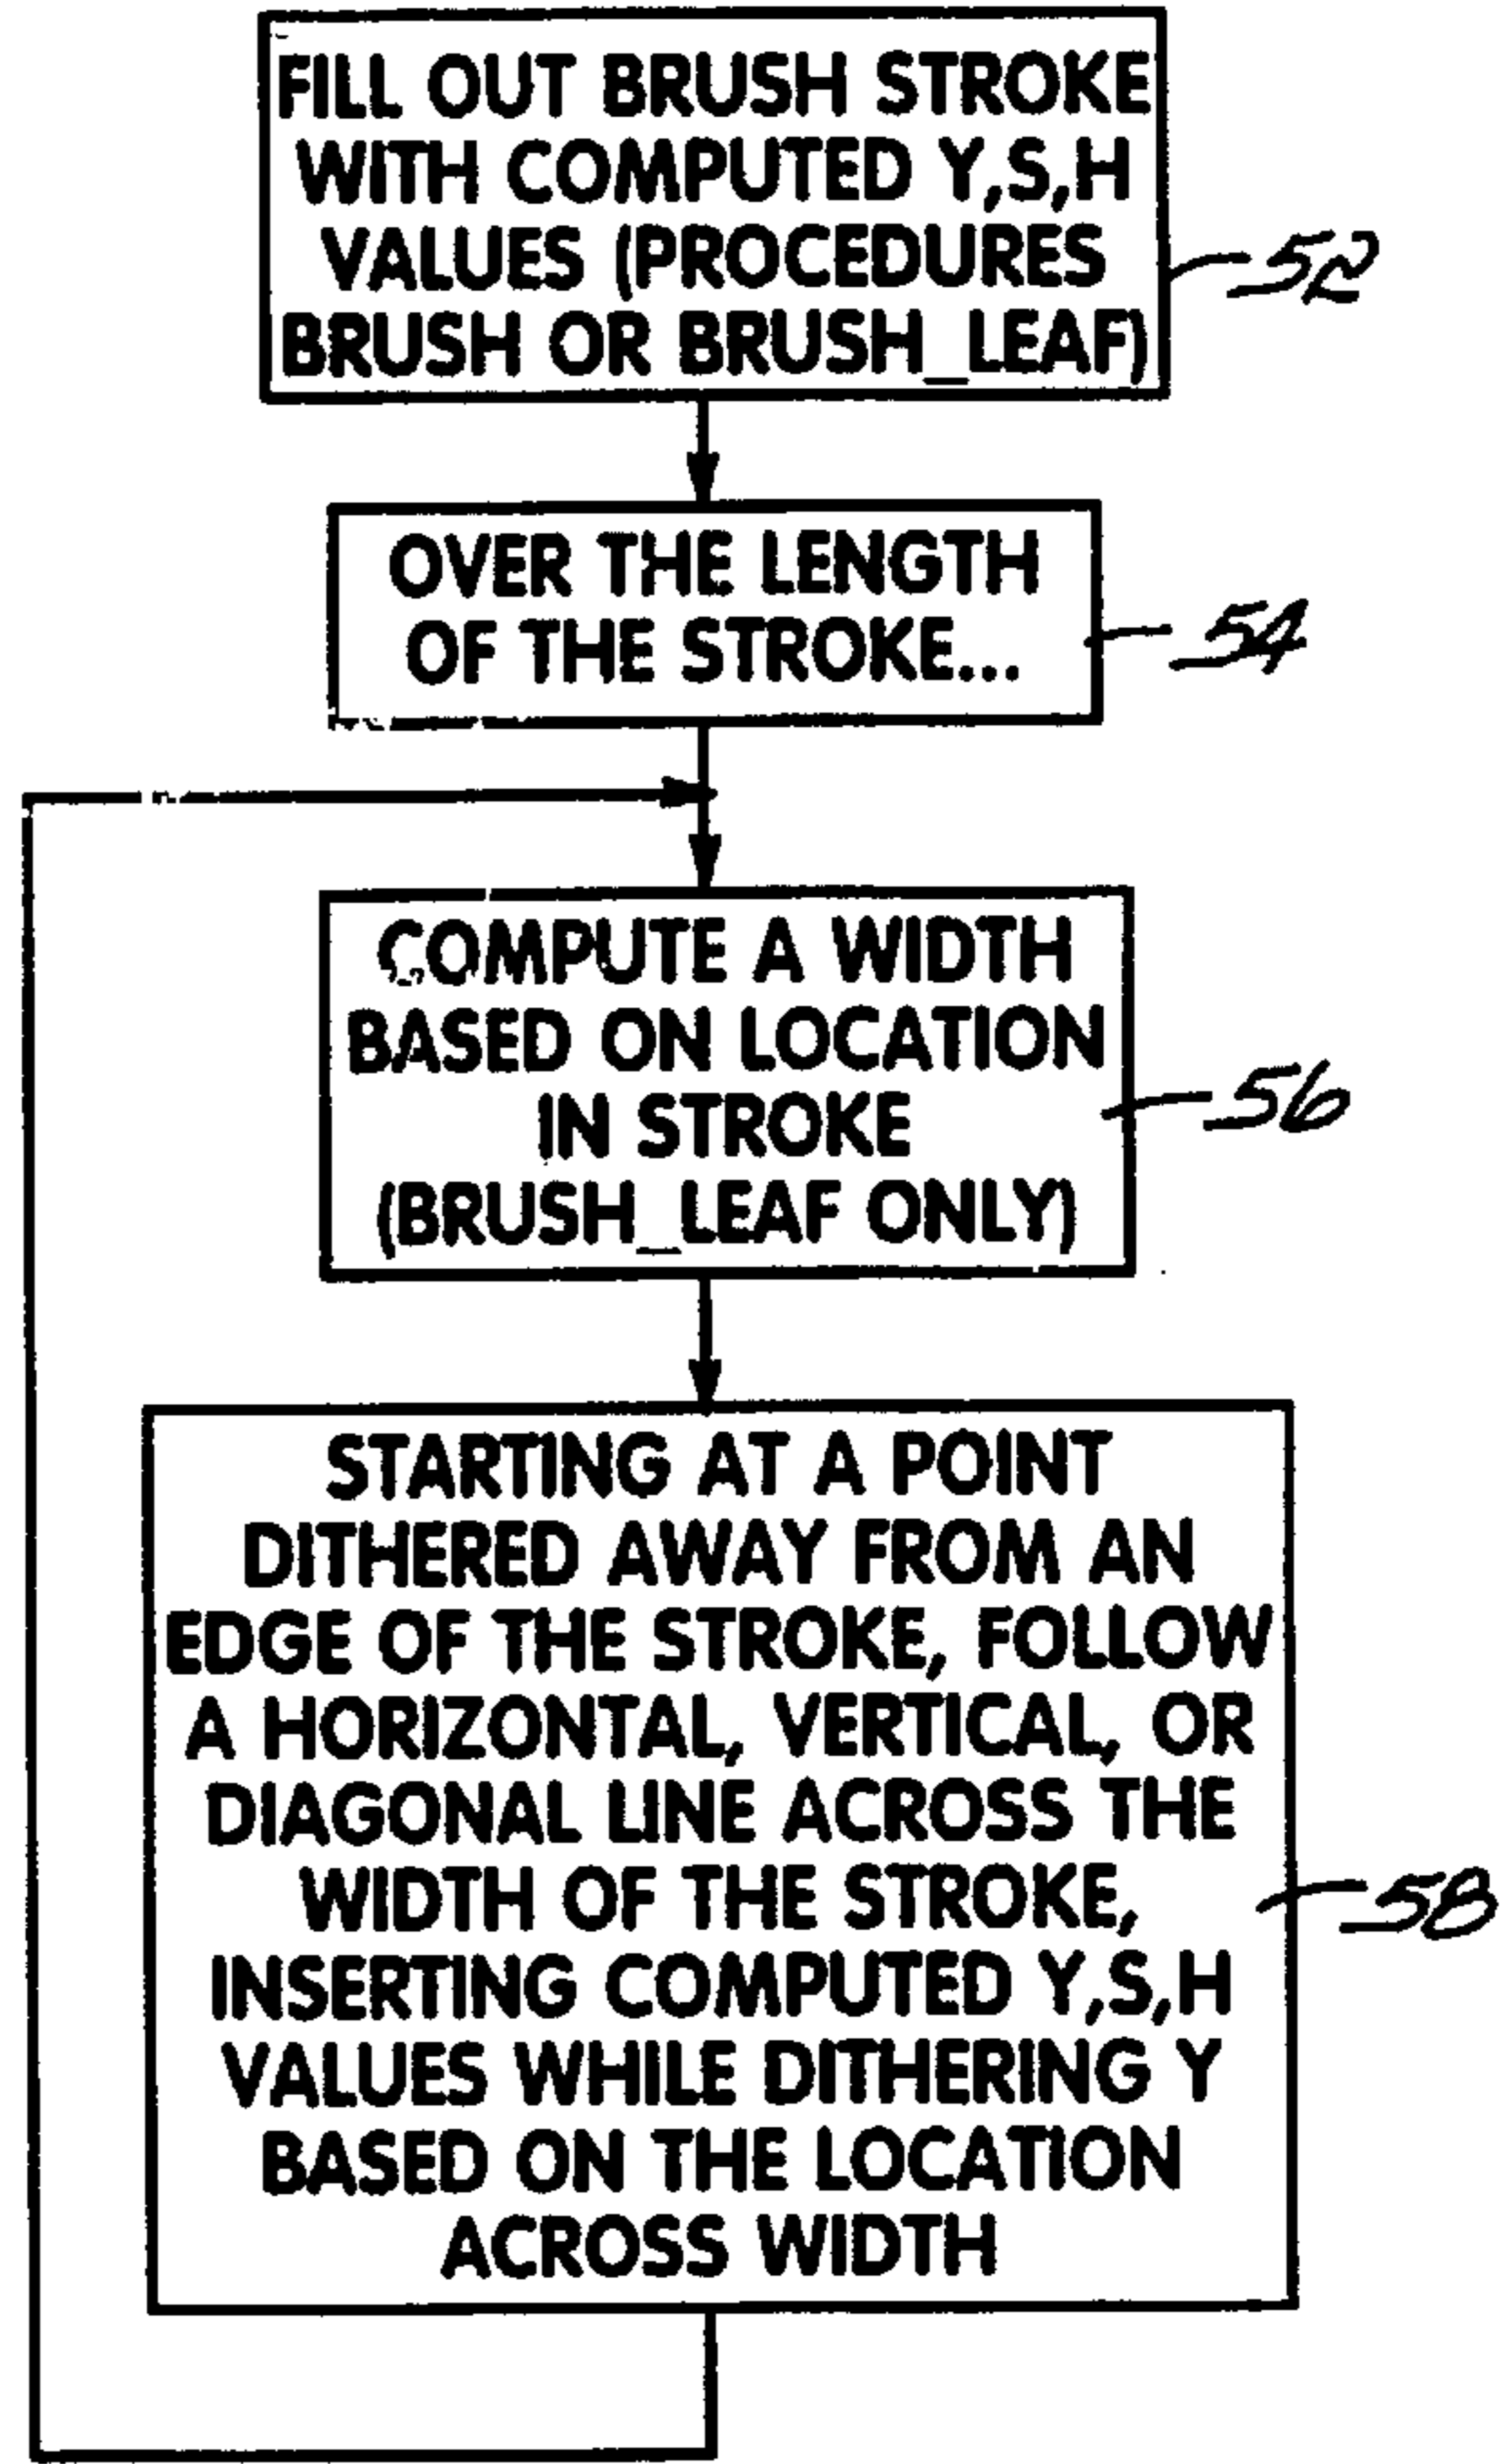 FILL OUT BRUSH STROKE
WITH COMPUTED Y,S,H
VALUES (PROCEDURES
BRUSH OR BRUSH_LEAF)
52
OVER THE LENGTH
OF THE STROKE...
54
COMPUTE A WIDTH
BASED ON LOCATION
IN STROKE
(BRUSH_LEAF ONLY)
56
STARTING AT A POINT
DITHERED AWAY FROM AN
EDGE OF THE STROKE, FOLLOW
A HORIZONTAL, VERTICAL, OR
DIAGONAL LINE ACROSS THE
WIDTH OF THE STROKE,
INSERTING COMPUTED Y,S,H
VALUES WHILE DITHERING Y
BASED ON THE LOCATION
ACROSS WIDTH
58